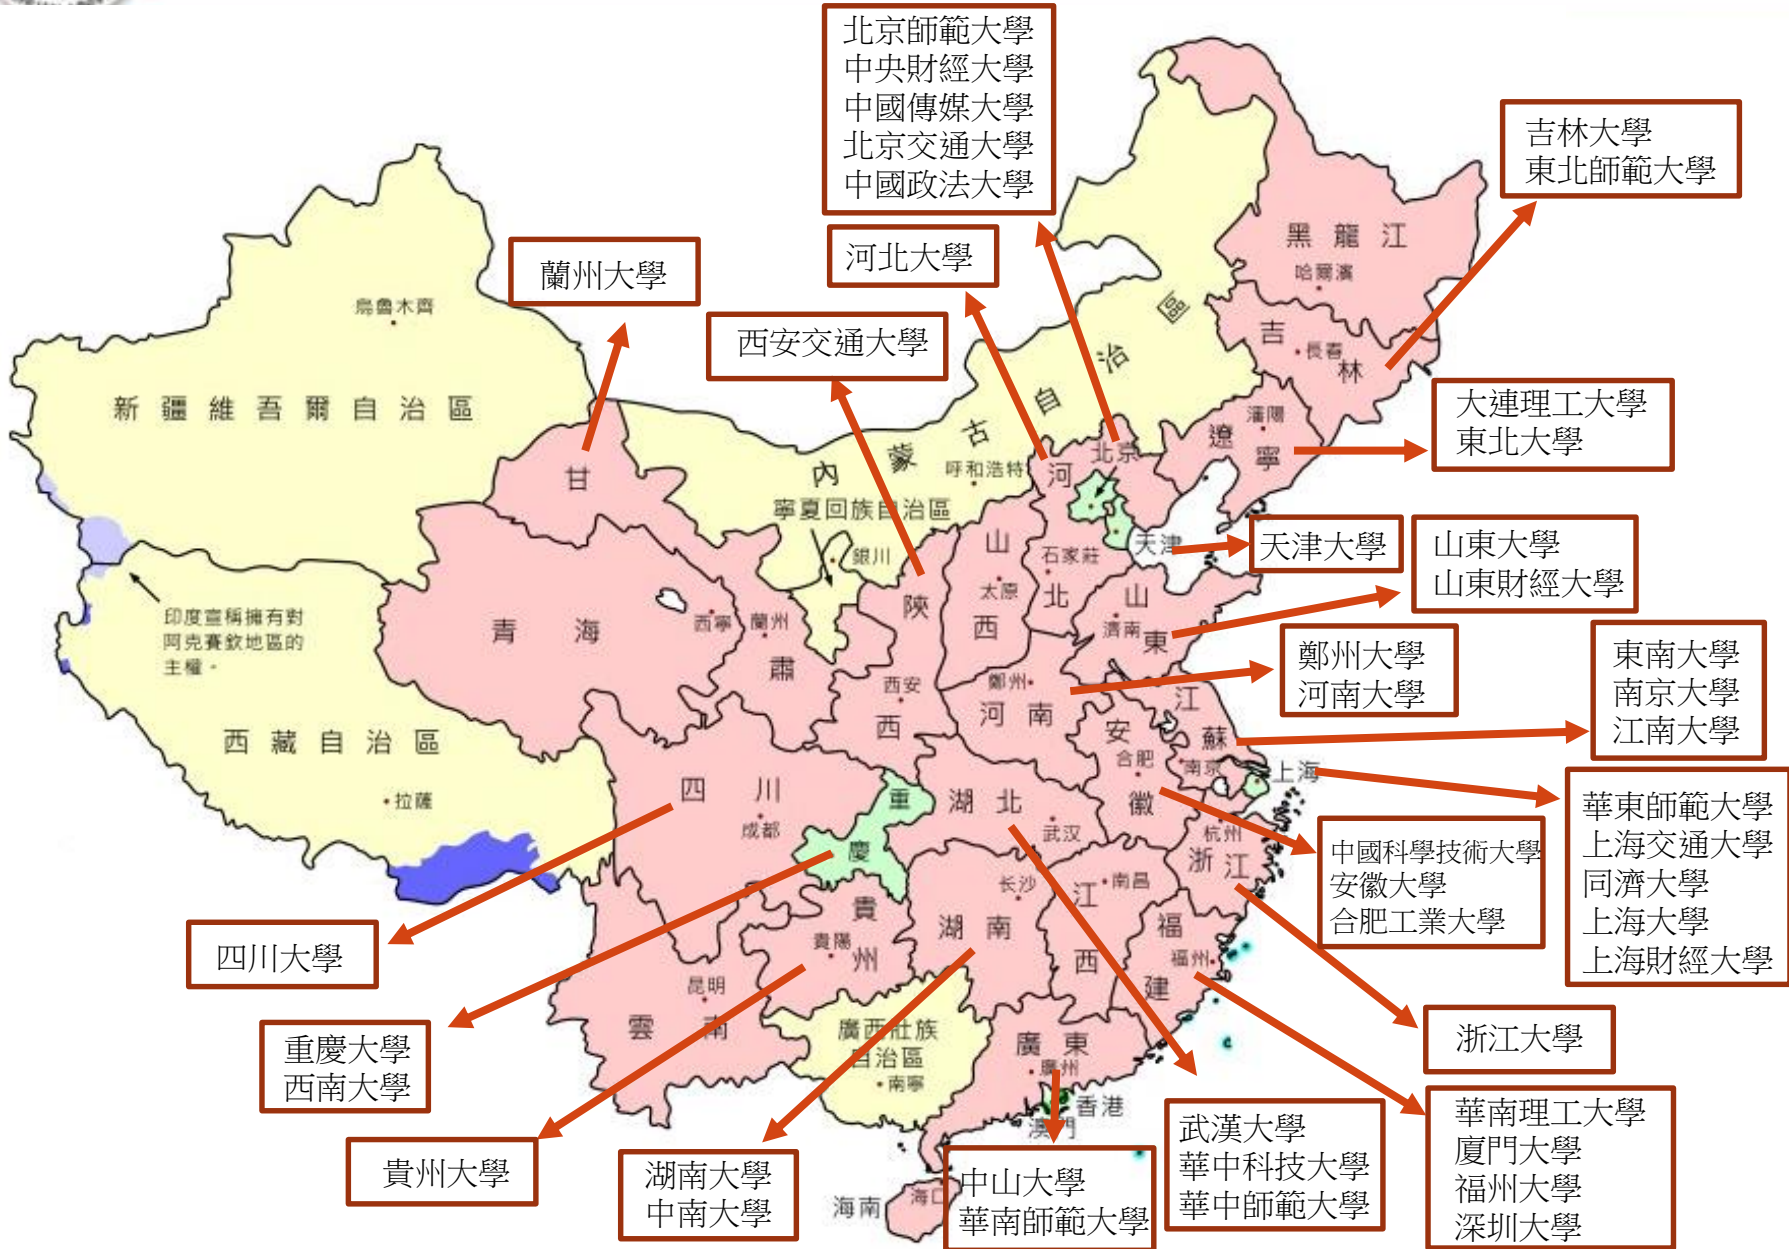 北京師範大學
中央財經大學
中國傳媒大學
北京交通大學
中國政法大學
吉林大學
東北師範大學
河北大學
蘭州大學
西安交通大學
黑龍江
哈爾濱
烏魯木齊
新疆維吾爾自治區
內蒙古自治區
呼和浩特
吉林
長春
大連理工大學
東北大學
瀋陽
遼寧
北京
河北
石家莊
甘肅
寧夏回族自治區
銀川
天津
天津大學
山東大學
山東財經大學
山西
太原
陝西
西安
山東
濟南
印度宣稱擁有對
阿克賽欽地區的
主權。
青海
西寧
蘭州
鄭州
河南
鄭州大學
河南大學
東南大學
南京大學
江南大學
江蘇
南京
安徽
合肥
上海
西藏自治區
拉薩
四川
成都
重慶
湖北
武汉
華東師範大學
上海交通大學
同濟大學
上海大學
上海財經大學
中國科學技術大學
安徽大學
合肥工業大學
杭州
浙江
长沙
湖南
江西
南昌
福建
福州
貴州
貴陽
四川大學
昆明
雲南
廣西壯族
自治區
南寧
廣東
廣州
香港
澳門
浙江大學
重慶大學
西南大學
貴州大學
湖南大學
中南大學
海南
海口
中山大學
華南師範大學
武漢大學
華中科技大學
華中師範大學
華南理工大學
廈門大學
福州大學
深圳大學